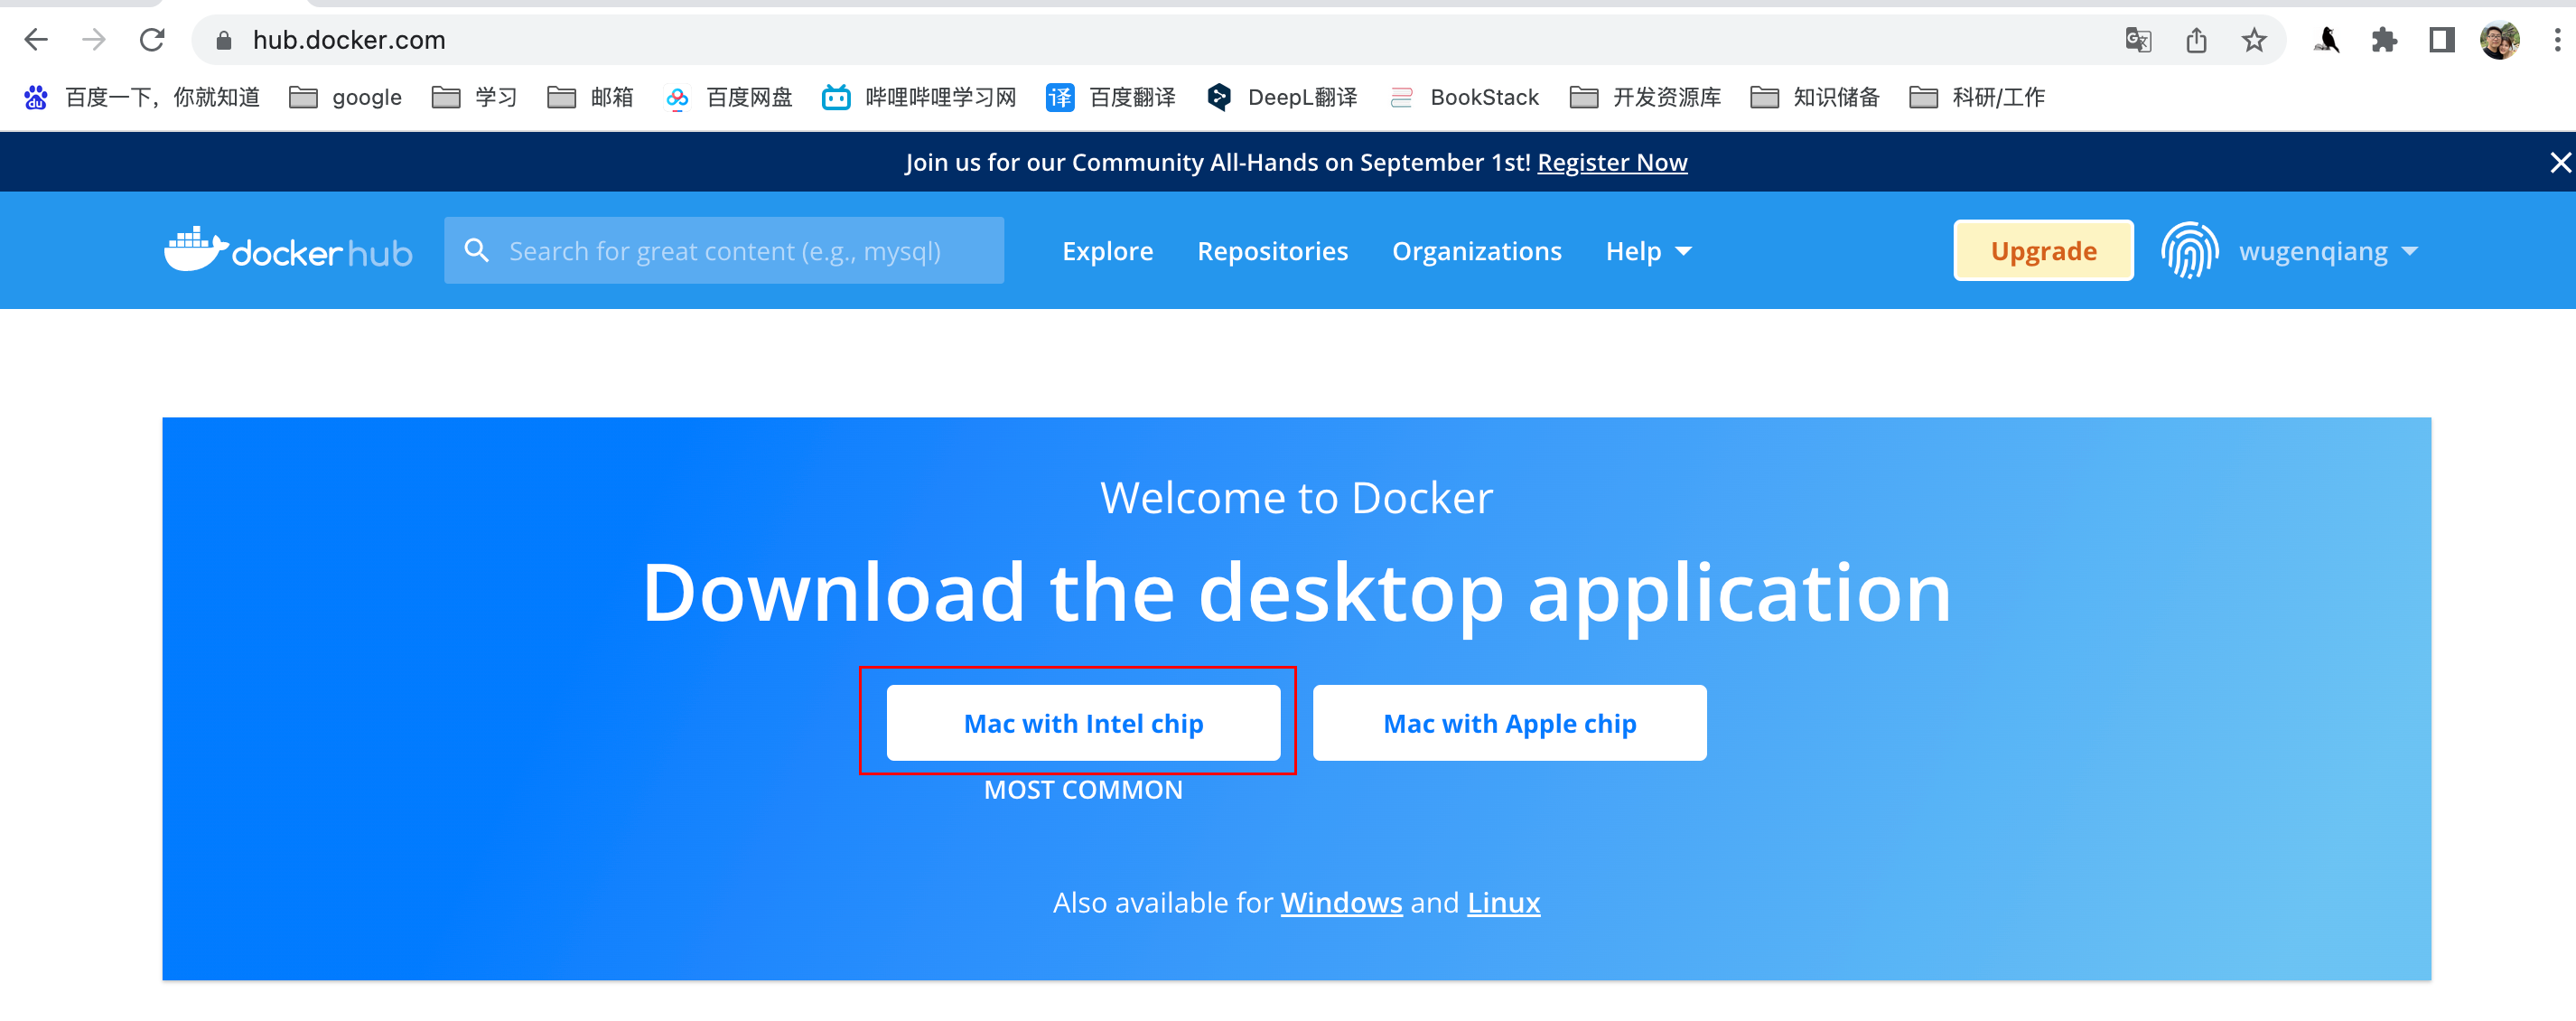 hub.docker.com
百度一下，你就知道 google 学习 邮箱 百度网盘 哔哩哔哩学习网 译 百度翻译 DeepL翻译 BookStack 开发资源库 知识储备 科研/工作
Join us for our Community All-Hands on September 1st! Register Now
docker hub Search for great content (e.g., mysql) Explore Repositories Organizations Help Upgrade wugenqiang
Welcome to Docker
Download the desktop application
Mac with Intel chip Mac with Apple chip
MOST COMMON
Also available for Windows and Linux